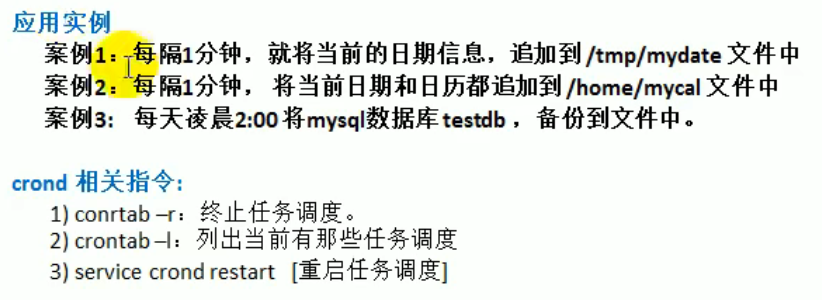 应用实例
案例1：每隔1分钟，就将当前的日期信息，追加到 /tmp/mydate 文件中
案例2：每隔1分钟， 将当前日期和日历都追加到 /home/mycal 文件中
案例3: 每天凌晨2:00 将mysql数据库 testdb ，备份到文件中。
crond 相关指令:
1) conrtab –r：终止任务调度。
2) crontab –l：列出当前有那些任务调度
3) service crond restart [重启任务调度]